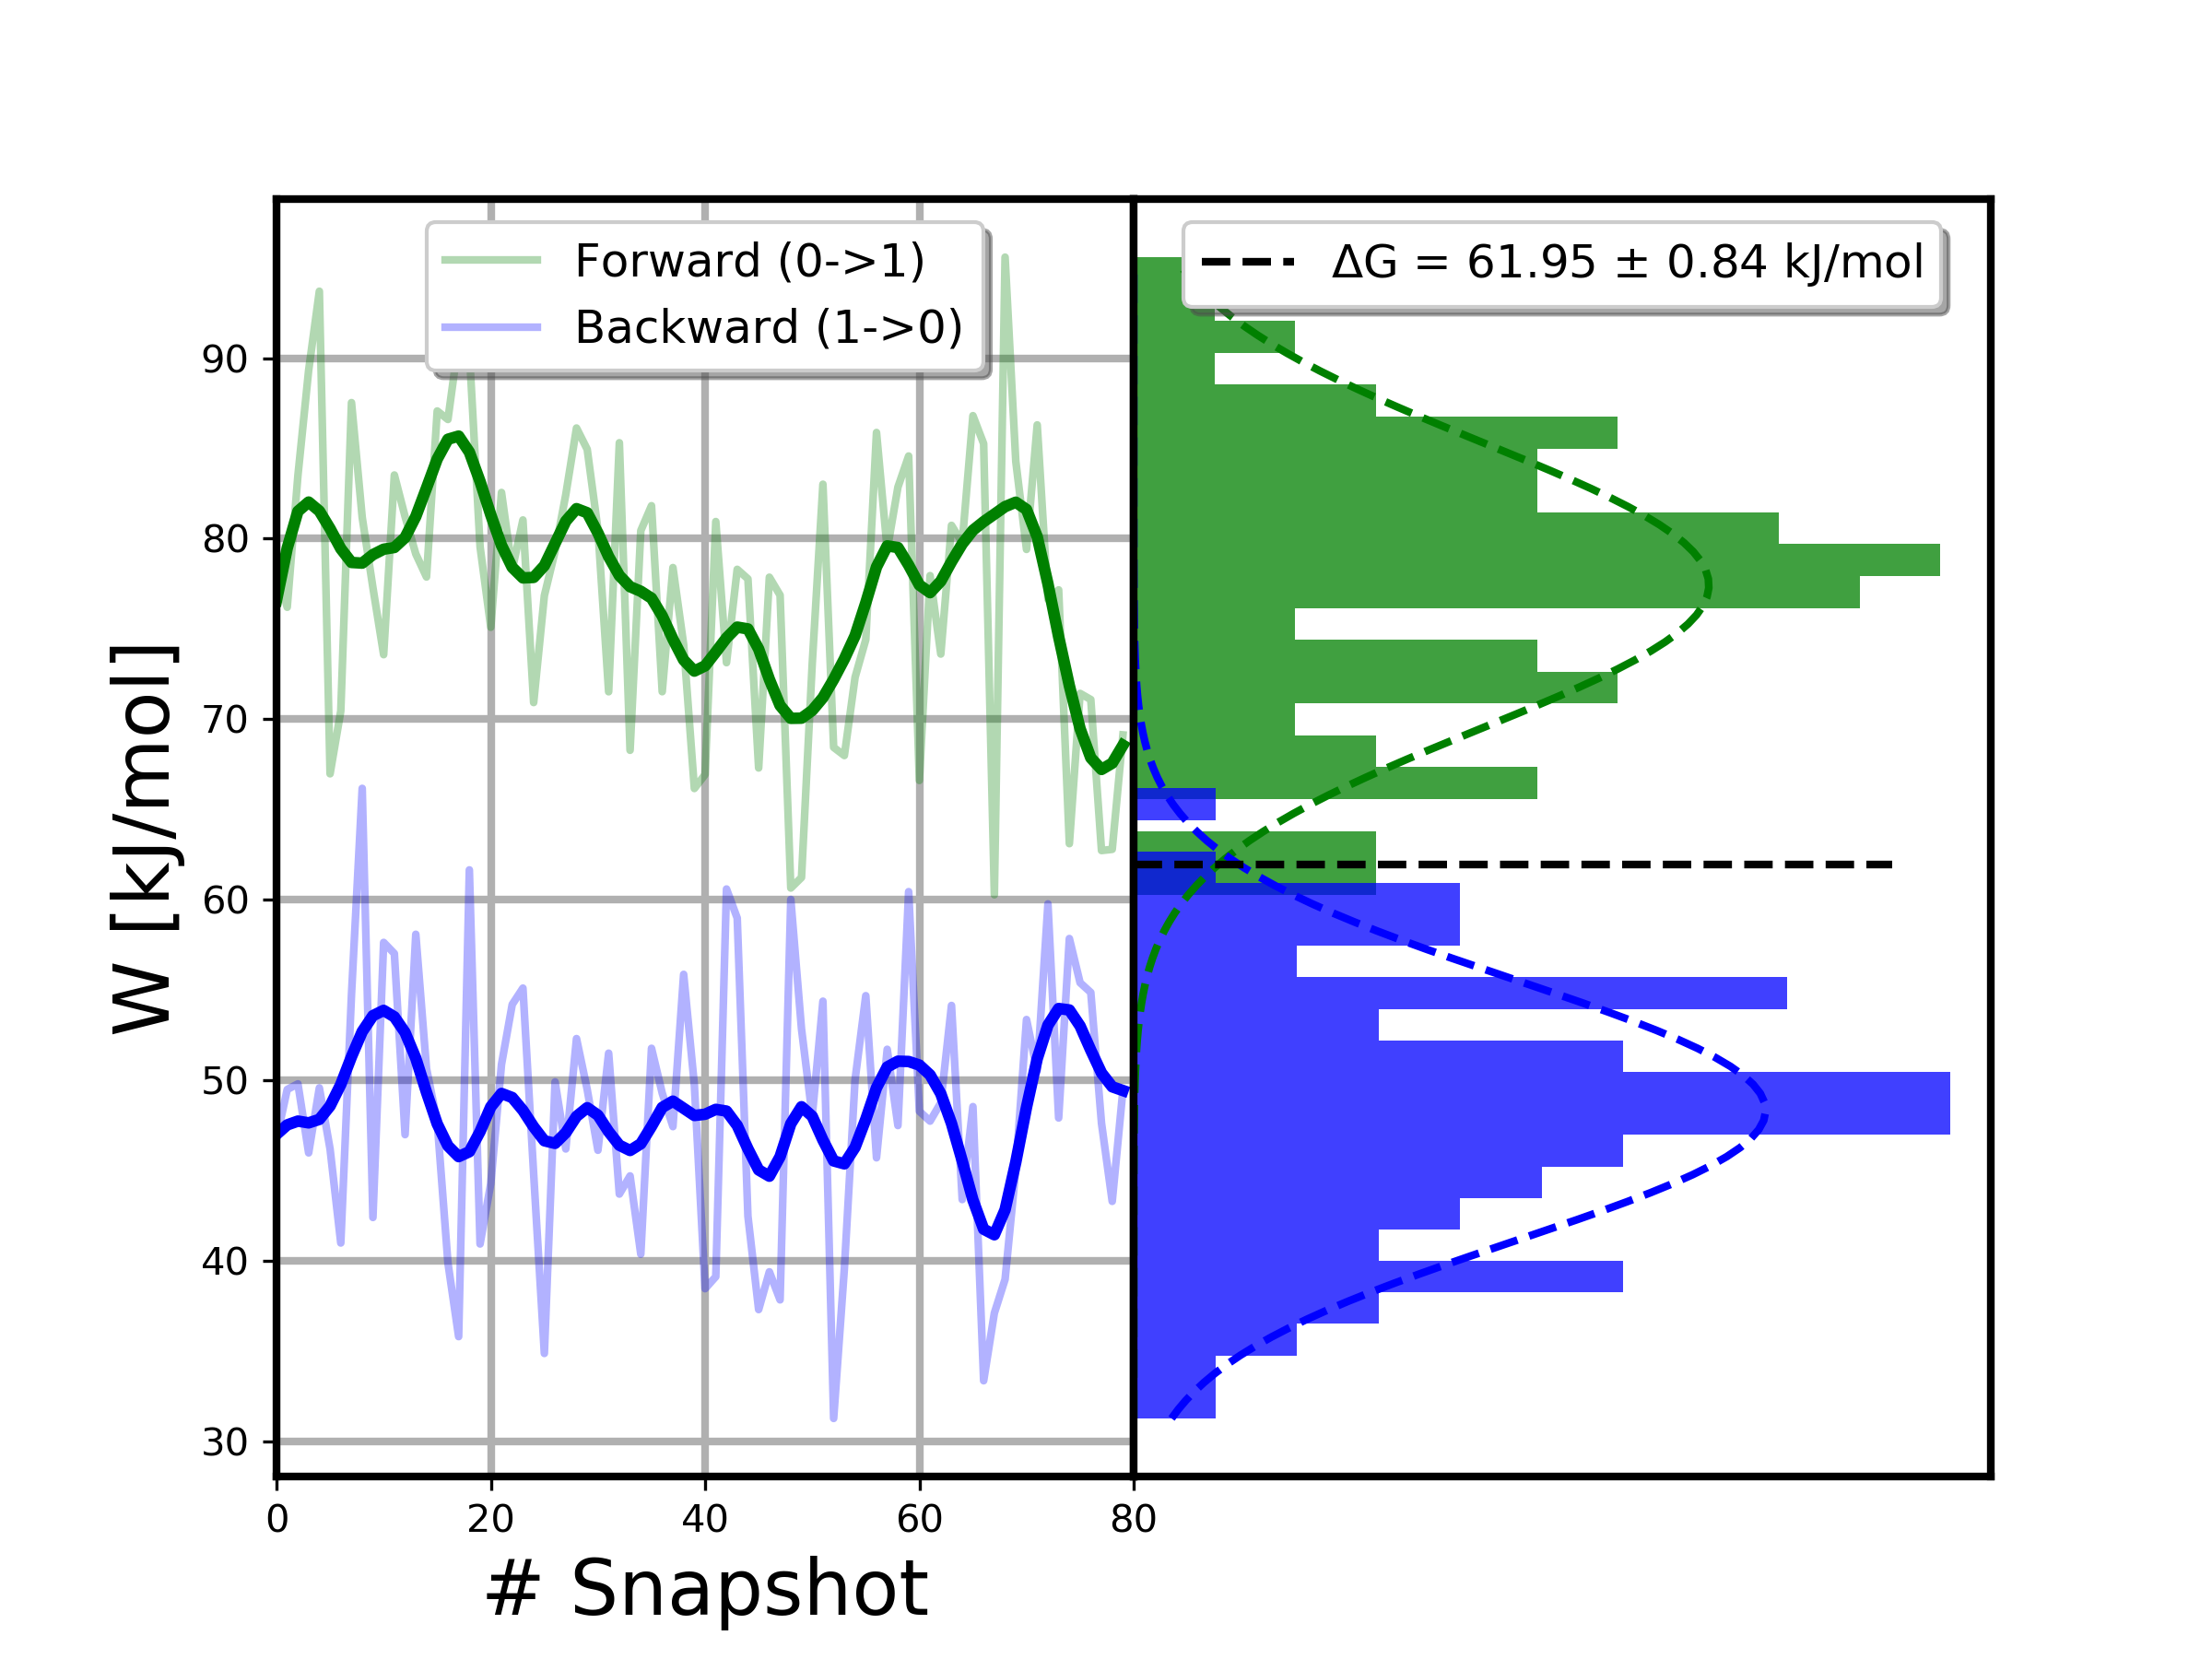 Forward (0->1)
Backward (1->0)
ΔG = 61.95 ± 0.84 kJ/mol
90
80
70
60
50
40
30
W [kJ/mol]
0 20 40 60 80
# Snapshot